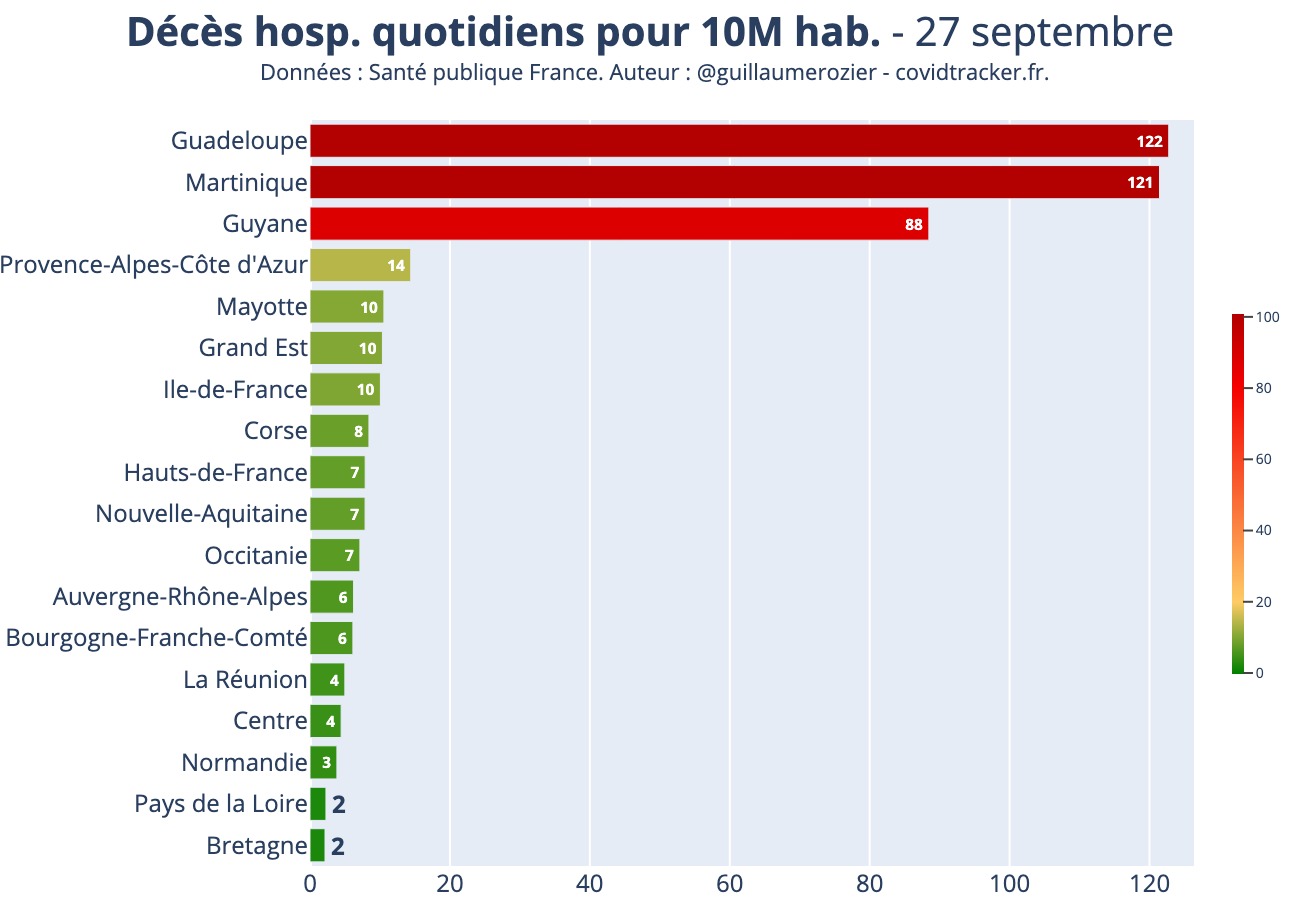 Décès hosp. quotidiens pour 10M hab. - 27 septembre
Données : Santé publique France. Auteur : @guillaumerozier - covidtracker.fr.
Guadeloupe 122
Martinique 121
Guyane 88
Provence-Alpes-Côte d'Azur 14
Mayotte 10
Grand Est 10
Ile-de-France 10
Corse 8
Hauts-de-France 7
Nouvelle-Aquitaine 7
Occitanie 7
Auvergne-Rhône-Alpes 6
Bourgogne-Franche-Comté 6
La Réunion 4
Centre 4
Normandie 3
Pays de la Loire 2
Bretagne 2
0 20 40 60 80 100 120
100
80
60
40
20
0